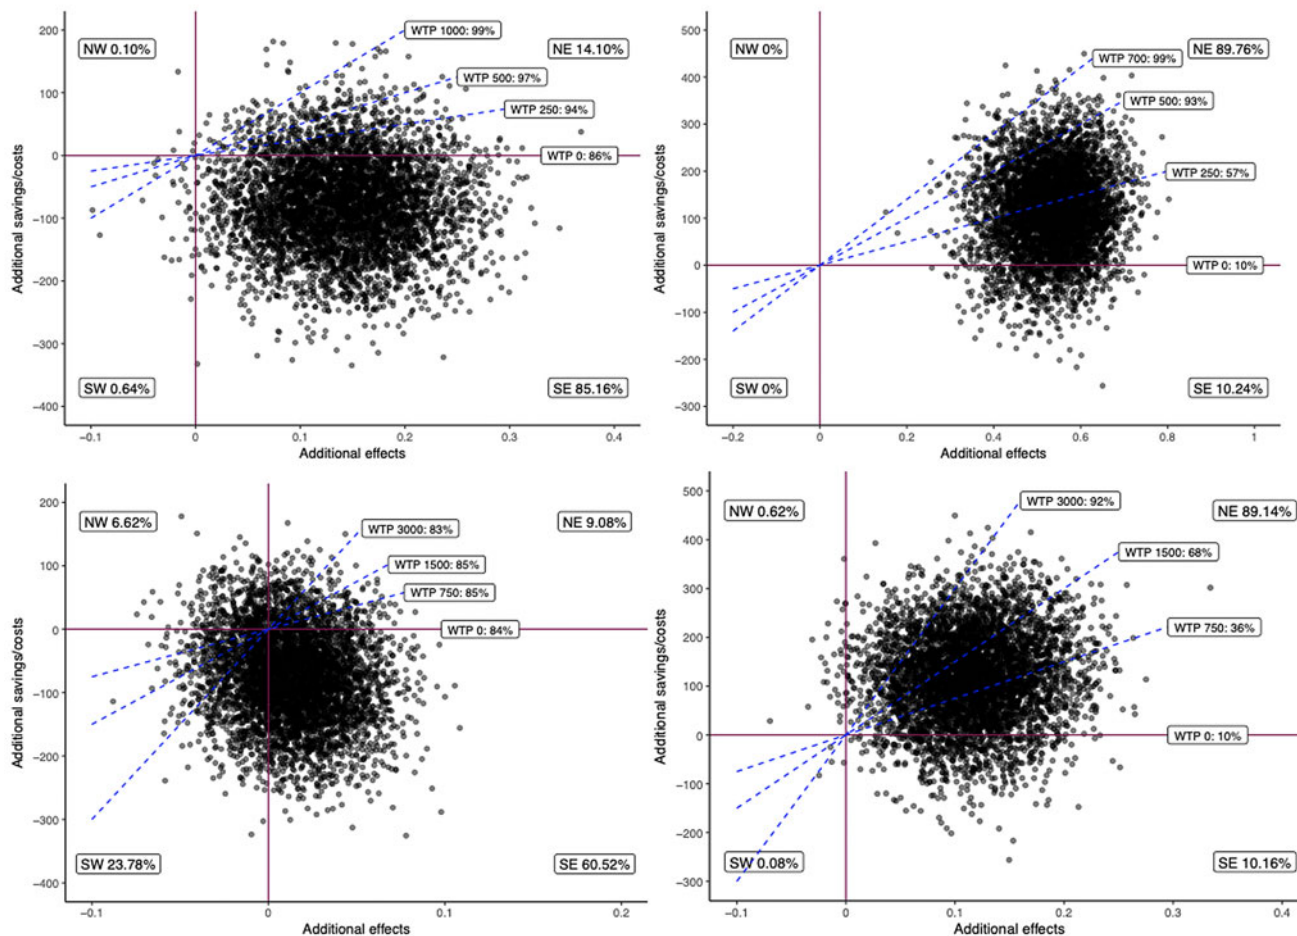 200
WTP 1000: 99%
NW 0.10%
NE 14.10%
100
WTP 500: 97%
WTP 250: 94%
0
WTP 0: 86%
Additional savings/costs
−100
−200
−300
SW 0.64%
SE 85.16%
−400
−0.1
0
0.1
0.2
0.3
0.4
Additional effects
500
NW 0%
NE 89.76%
WTP 700: 99%
400
WTP 500: 93%
300
200
WTP 250: 57%
Additional savings/costs
100
0
WTP 0: 10%
−100
−200
SW 0%
SE 10.24%
−300
−0.2
0
0.2
0.4
0.6
0.8
1
Additional effects
200
NW 6.62%
NE 9.08%
WTP 3000: 83%
100
WTP 1500: 85%
WTP 750: 85%
0
WTP 0: 84%
Additional savings/costs
−100
−200
−300
SW 23.78%
SE 60.52%
−400
−0.1
0
0.1
0.2
Additional effects
500
WTP 3000: 92%
NW 0.62%
NE 89.14%
400
WTP 1500: 68%
300
200
WTP 750: 36%
Additional savings/costs
100
0
WTP 0: 10%
−100
−200
SW 0.08%
SE 10.16%
−300
−0.1
0
0.1
0.2
0.3
0.4
Additional effects